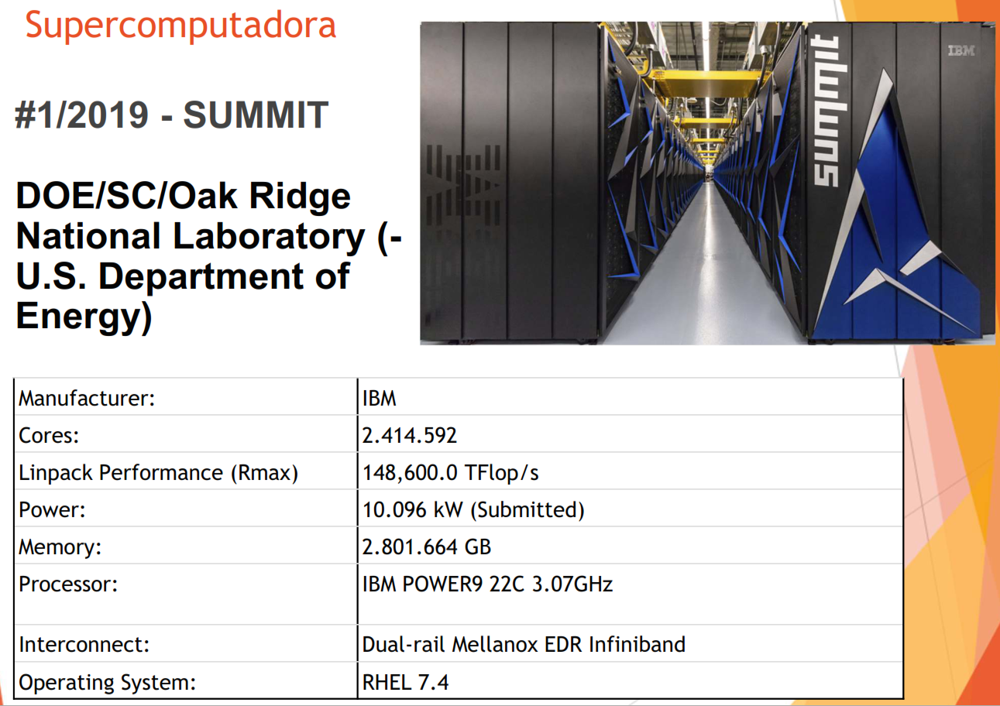 Supercomputadora
#1/2019 - SUMMIT
DOE/SC/Oak Ridge
National Laboratory (-
U.S. Department of
Energy)
IBM
summit
IBM
Manufacturer: IBM
Cores: 2.414.592
Linpack Performance (Rmax) 148,600.0 TFlop/s
Power: 10.096 kW (Submitted)
Memory: 2.801.664 GB
Processor: IBM POWER9 22C 3.07GHz
Interconnect: Dual-rail Mellanox EDR Infiniband
Operating System: RHEL 7.4